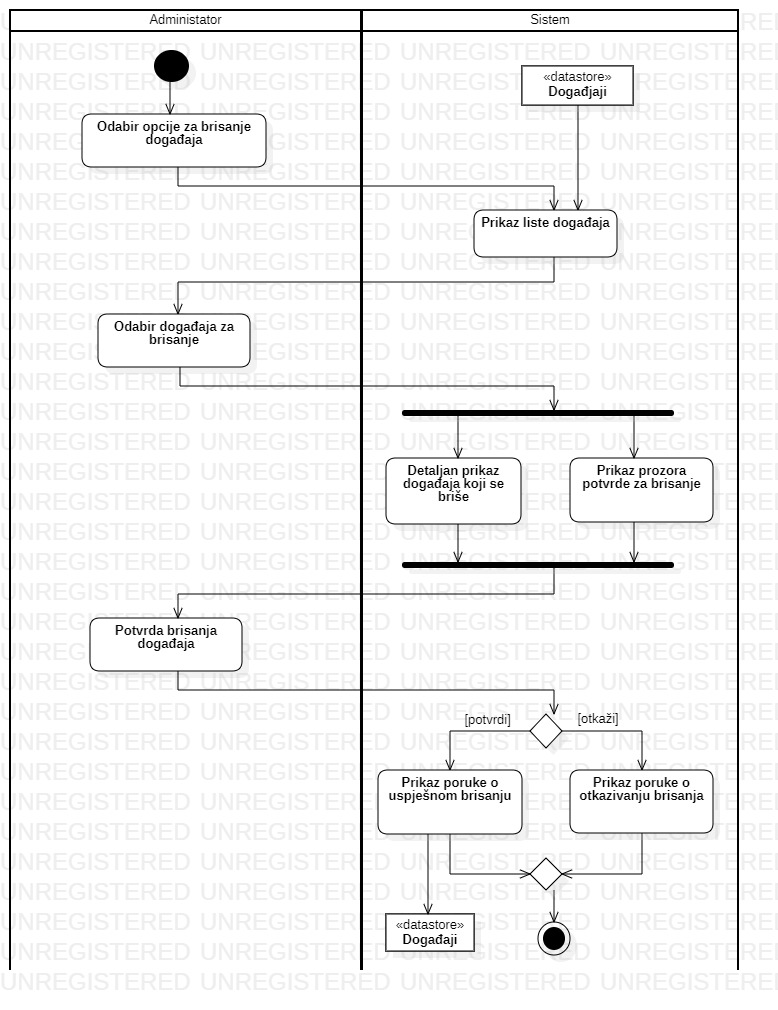 Administator
Sistem
«datastore»
Događjaji
Odabir opcije za brisanje
događaja
Prikaz liste događaja
Odabir događaja za
brisanje
Detaljan prikaz
događaja koji se
briše
Prikaz prozora
potvrde za brisanje
Potvrda brisanja
događaja
[potvrdi]
[otkaži]
Prikaz poruke o
uspješnom brisanju
Prikaz poruke o
otkazivanju brisanja
«datastore»
Događaji
UNREGISTERED UNREGISTERED UNREGISTERED UNREGISTERED